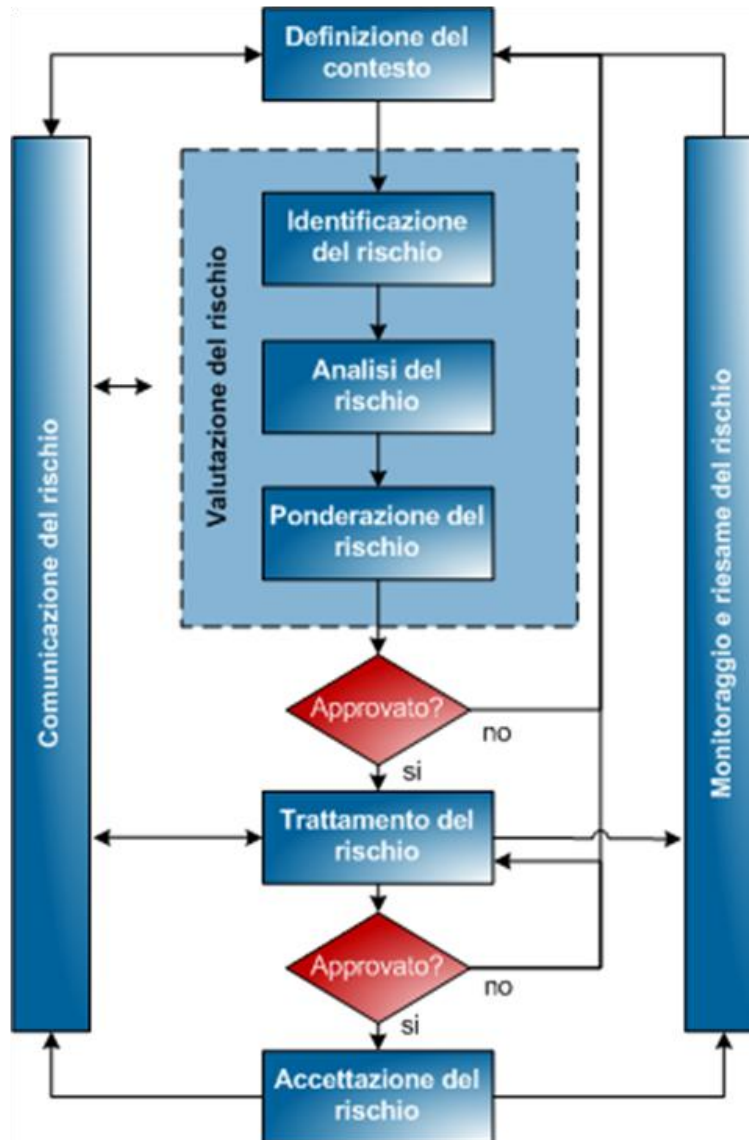 Definizione del
contesto
Identificazione
del rischio
Analisi del
rischio
Ponderazione del
rischio
Valutazione del rischio
Comunicazione del rischio
Monitoraggio e riesame del rischio
Approvato?
no
si
Trattamento del
rischio
Approvato?
no
si
Accettazione del
rischio